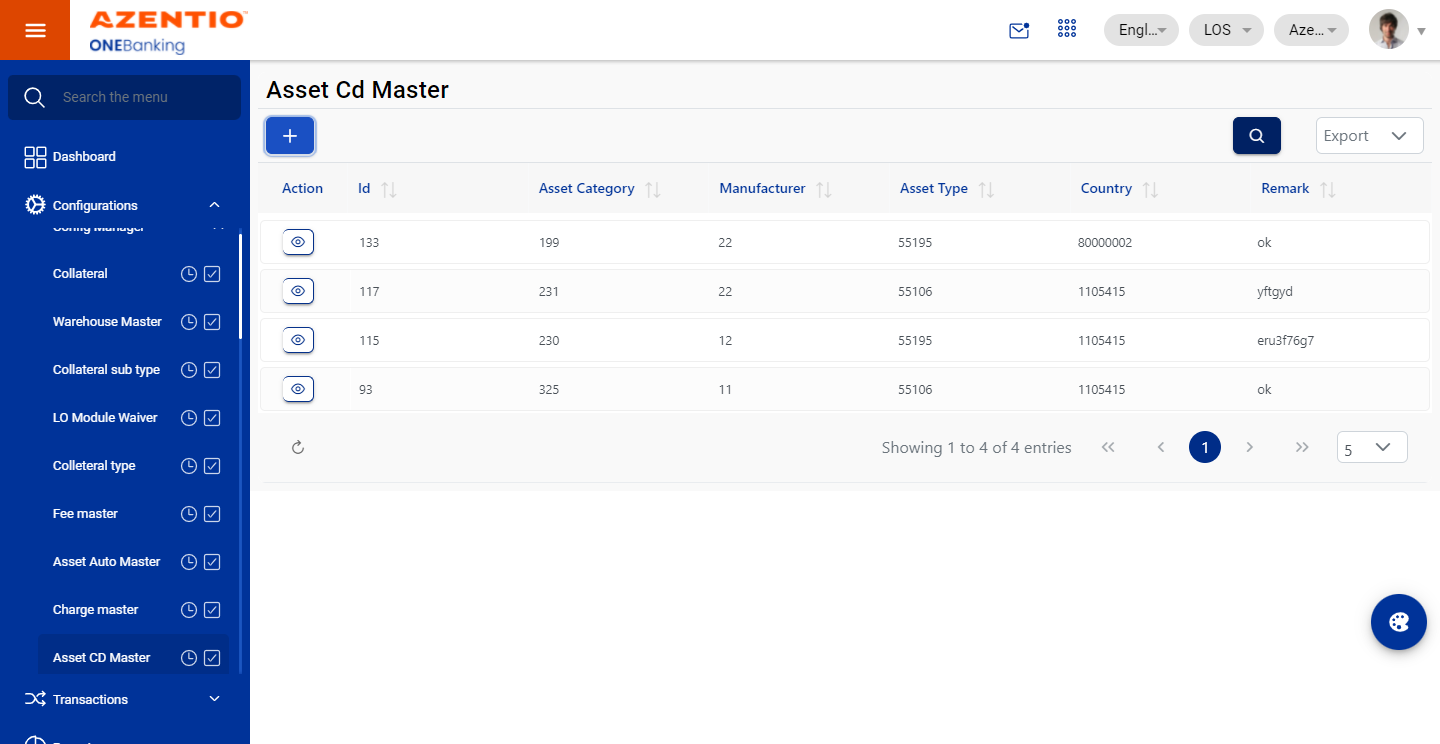 AZENTIO
ONEBanking
Engl...
LOS
Aze...
Search the menu
Dashboard
Configurations
Config Manager
Collateral
Warehouse Master
Collateral sub type
LO Module Waiver
Colleteral type
Fee master
Asset Auto Master
Charge master
Asset CD Master
Transactions
Asset Cd Master
Export
Action Id Asset Category Manufacturer Asset Type Country Remark
133 199 22 55195 80000002 ok
117 231 22 55106 1105415 yftgyd
115 230 12 55195 1105415 eru3f76g7
93 325 11 55106 1105415 ok
Showing 1 to 4 of 4 entries
1
5